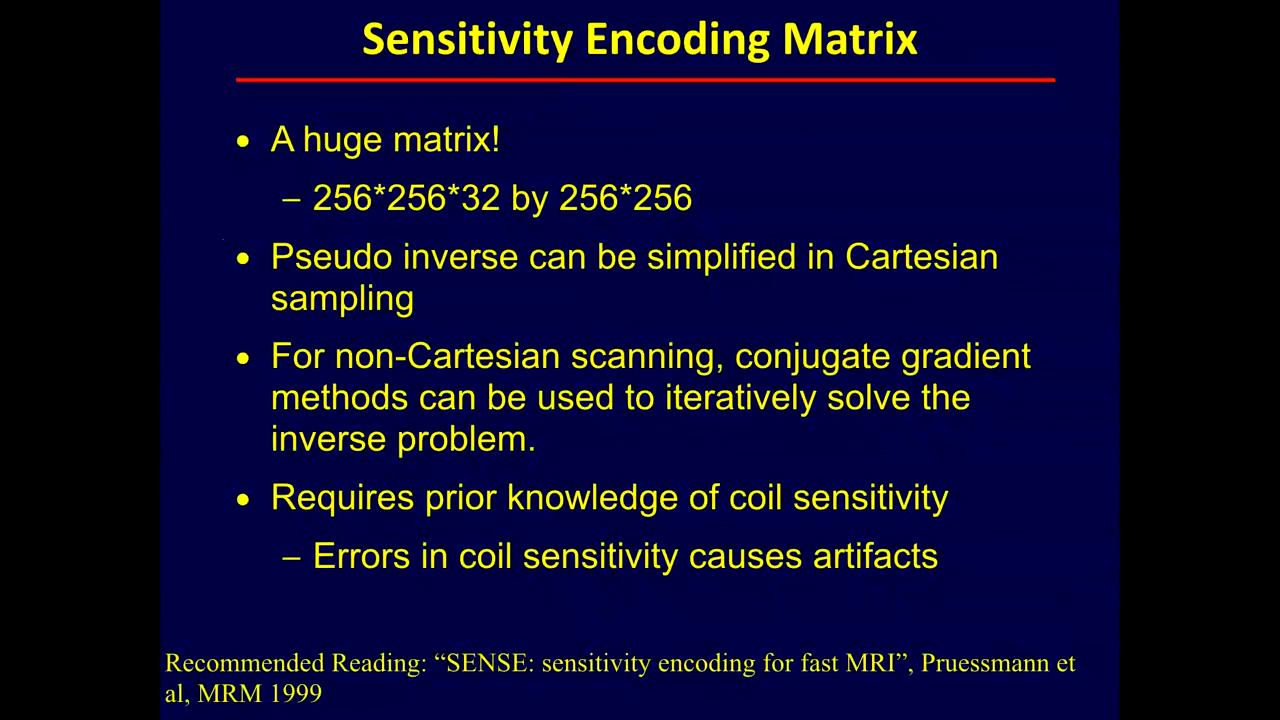 Sensitivity Encoding Matrix
• A huge matrix!
– 256*256*32 by 256*256
• Pseudo inverse can be simplified in Cartesian
sampling
• For non-Cartesian scanning, conjugate gradient
methods can be used to iteratively solve the
inverse problem.
• Requires prior knowledge of coil sensitivity
– Errors in coil sensitivity causes artifacts
Recommended Reading: “SENSE: sensitivity encoding for fast MRI”, Pruessmann et
al, MRM 1999